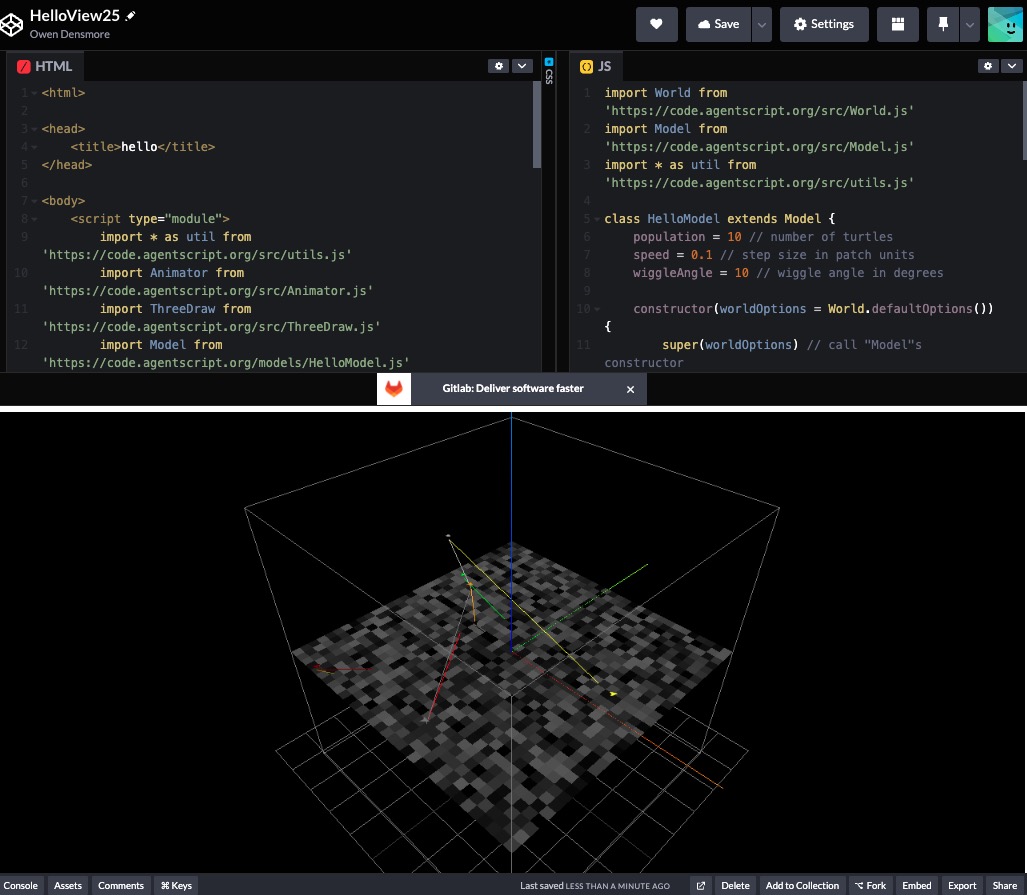 HelloView25
Owen Densmore
Save
Settings
HTML
1 <html>
2
3 <head>
4 <title>hello</title>
5 </head>
6
7 <body>
8 <script type="module">
9 import * as util from
'https://code.agentscript.org/src/utils.js'
10 import Animator from
'https://code.agentscript.org/src/Animator.js'
11 import ThreeDraw from
'https://code.agentscript.org/src/ThreeDraw.js'
12 import Model from
'https://code.agentscript.org/models/HelloModel.js'
CSS
JS
1 import World from
'https://code.agentscript.org/src/World.js'
2 import Model from
'https://code.agentscript.org/src/Model.js'
3 import * as util from
'https://code.agentscript.org/src/utils.js'
4
5 class HelloModel extends Model {
6 population = 10 // number of turtles
7 speed = 0.1 // step size in patch units
8 wiggleAngle = 10 // wiggle angle in degrees
9
10 constructor(worldOptions = World.defaultOptions())
{
11 super(worldOptions) // call "Model"s
constructor
Gitlab: Deliver software faster ×
Console
Assets
Comments
⌘ Keys
Last saved LESS THAN A MINUTE AGO
Delete
Add to Collection
⌥ Fork
Embed
Export
Share